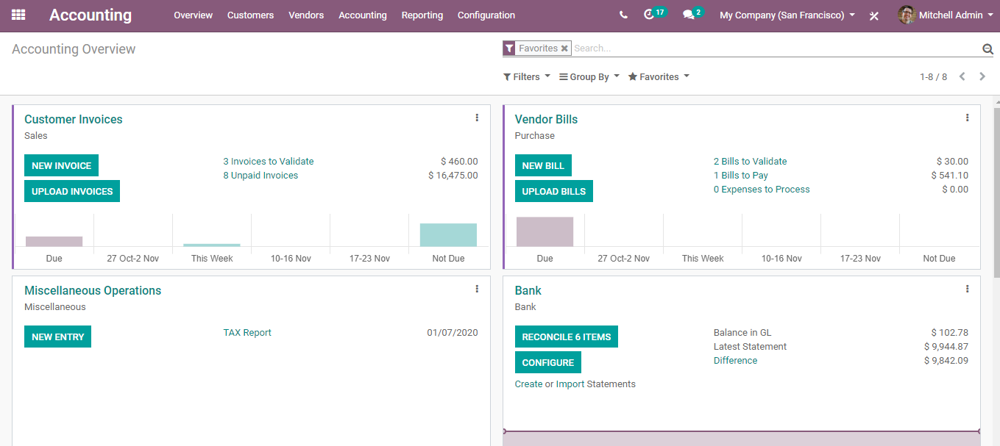 Accounting Overview Customers Vendors Accounting Reporting Configuration 17 2 My Company (San Francisco) Mitchell Admin
Accounting Overview
Favorites Search...
Filters Group By Favorites 1-8 / 8
Customer Invoices
Sales
NEW INVOICE
UPLOAD INVOICES
3 Invoices to Validate $ 460.00
8 Unpaid Invoices $ 16,475.00
Due 27 Oct-2 Nov This Week 10-16 Nov 17-23 Nov Not Due
Vendor Bills
Purchase
NEW BILL
UPLOAD BILLS
2 Bills to Validate $ 30.00
1 Bills to Pay $ 541.10
0 Expenses to Process $ 0.00
Due 27 Oct-2 Nov This Week 10-16 Nov 17-23 Nov Not Due
Miscellaneous Operations
Miscellaneous
NEW ENTRY
TAX Report 01/07/2020
Bank
Bank
RECONCILE 6 ITEMS
CONFIGURE
Create or Import Statements
Balance in GL $ 102.78
Latest Statement $ 9,944.87
Difference $ 9,842.09